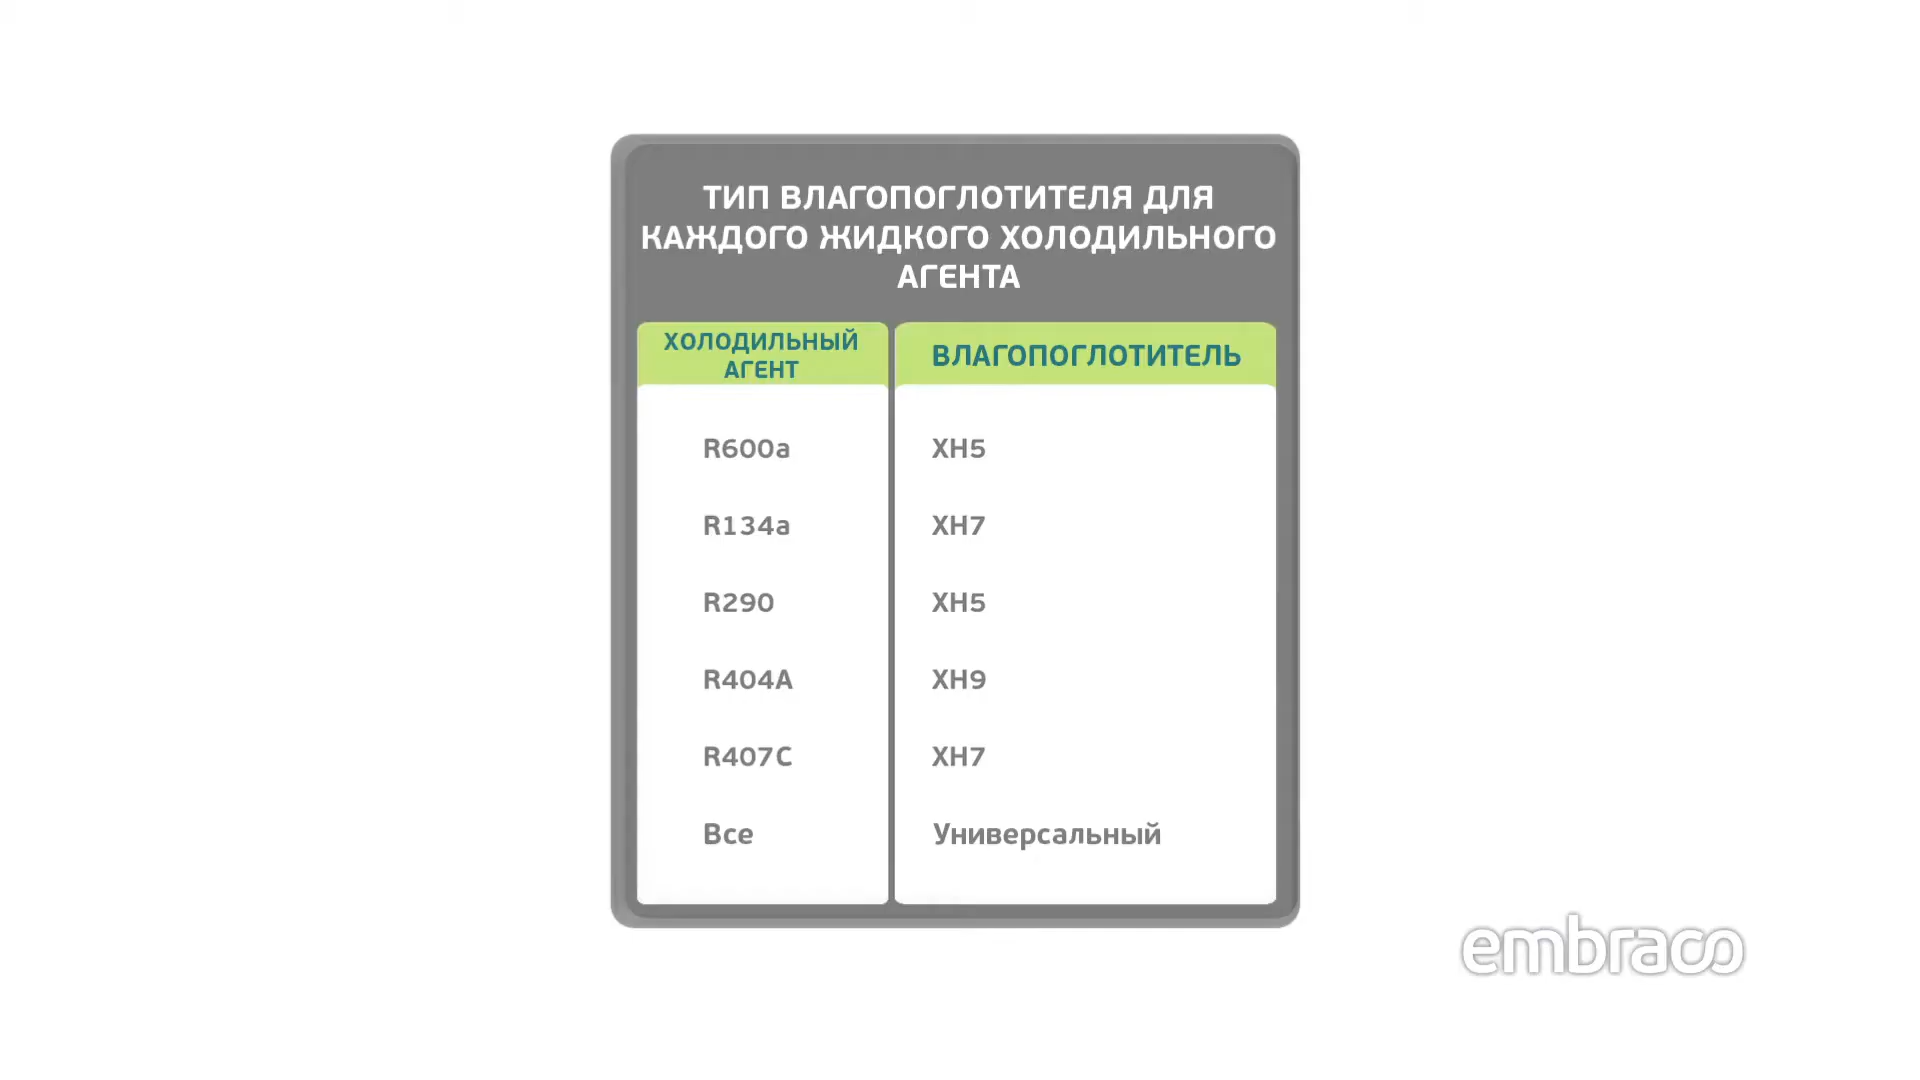 ТИП ВЛАГОПОГЛОТИТЕЛЯ ДЛЯ
КАЖДОГО ЖИДКОГО ХОЛОДИЛЬНОГО
АГЕНТА
ХОЛОДИЛЬНЫЙ
АГЕНТ
ВЛАГОПОГЛОТИТЕЛЬ
R600a XH5
R134a XH7
R290 XH5
R404A XH9
R407C XH7
Все Универсальный
embraco